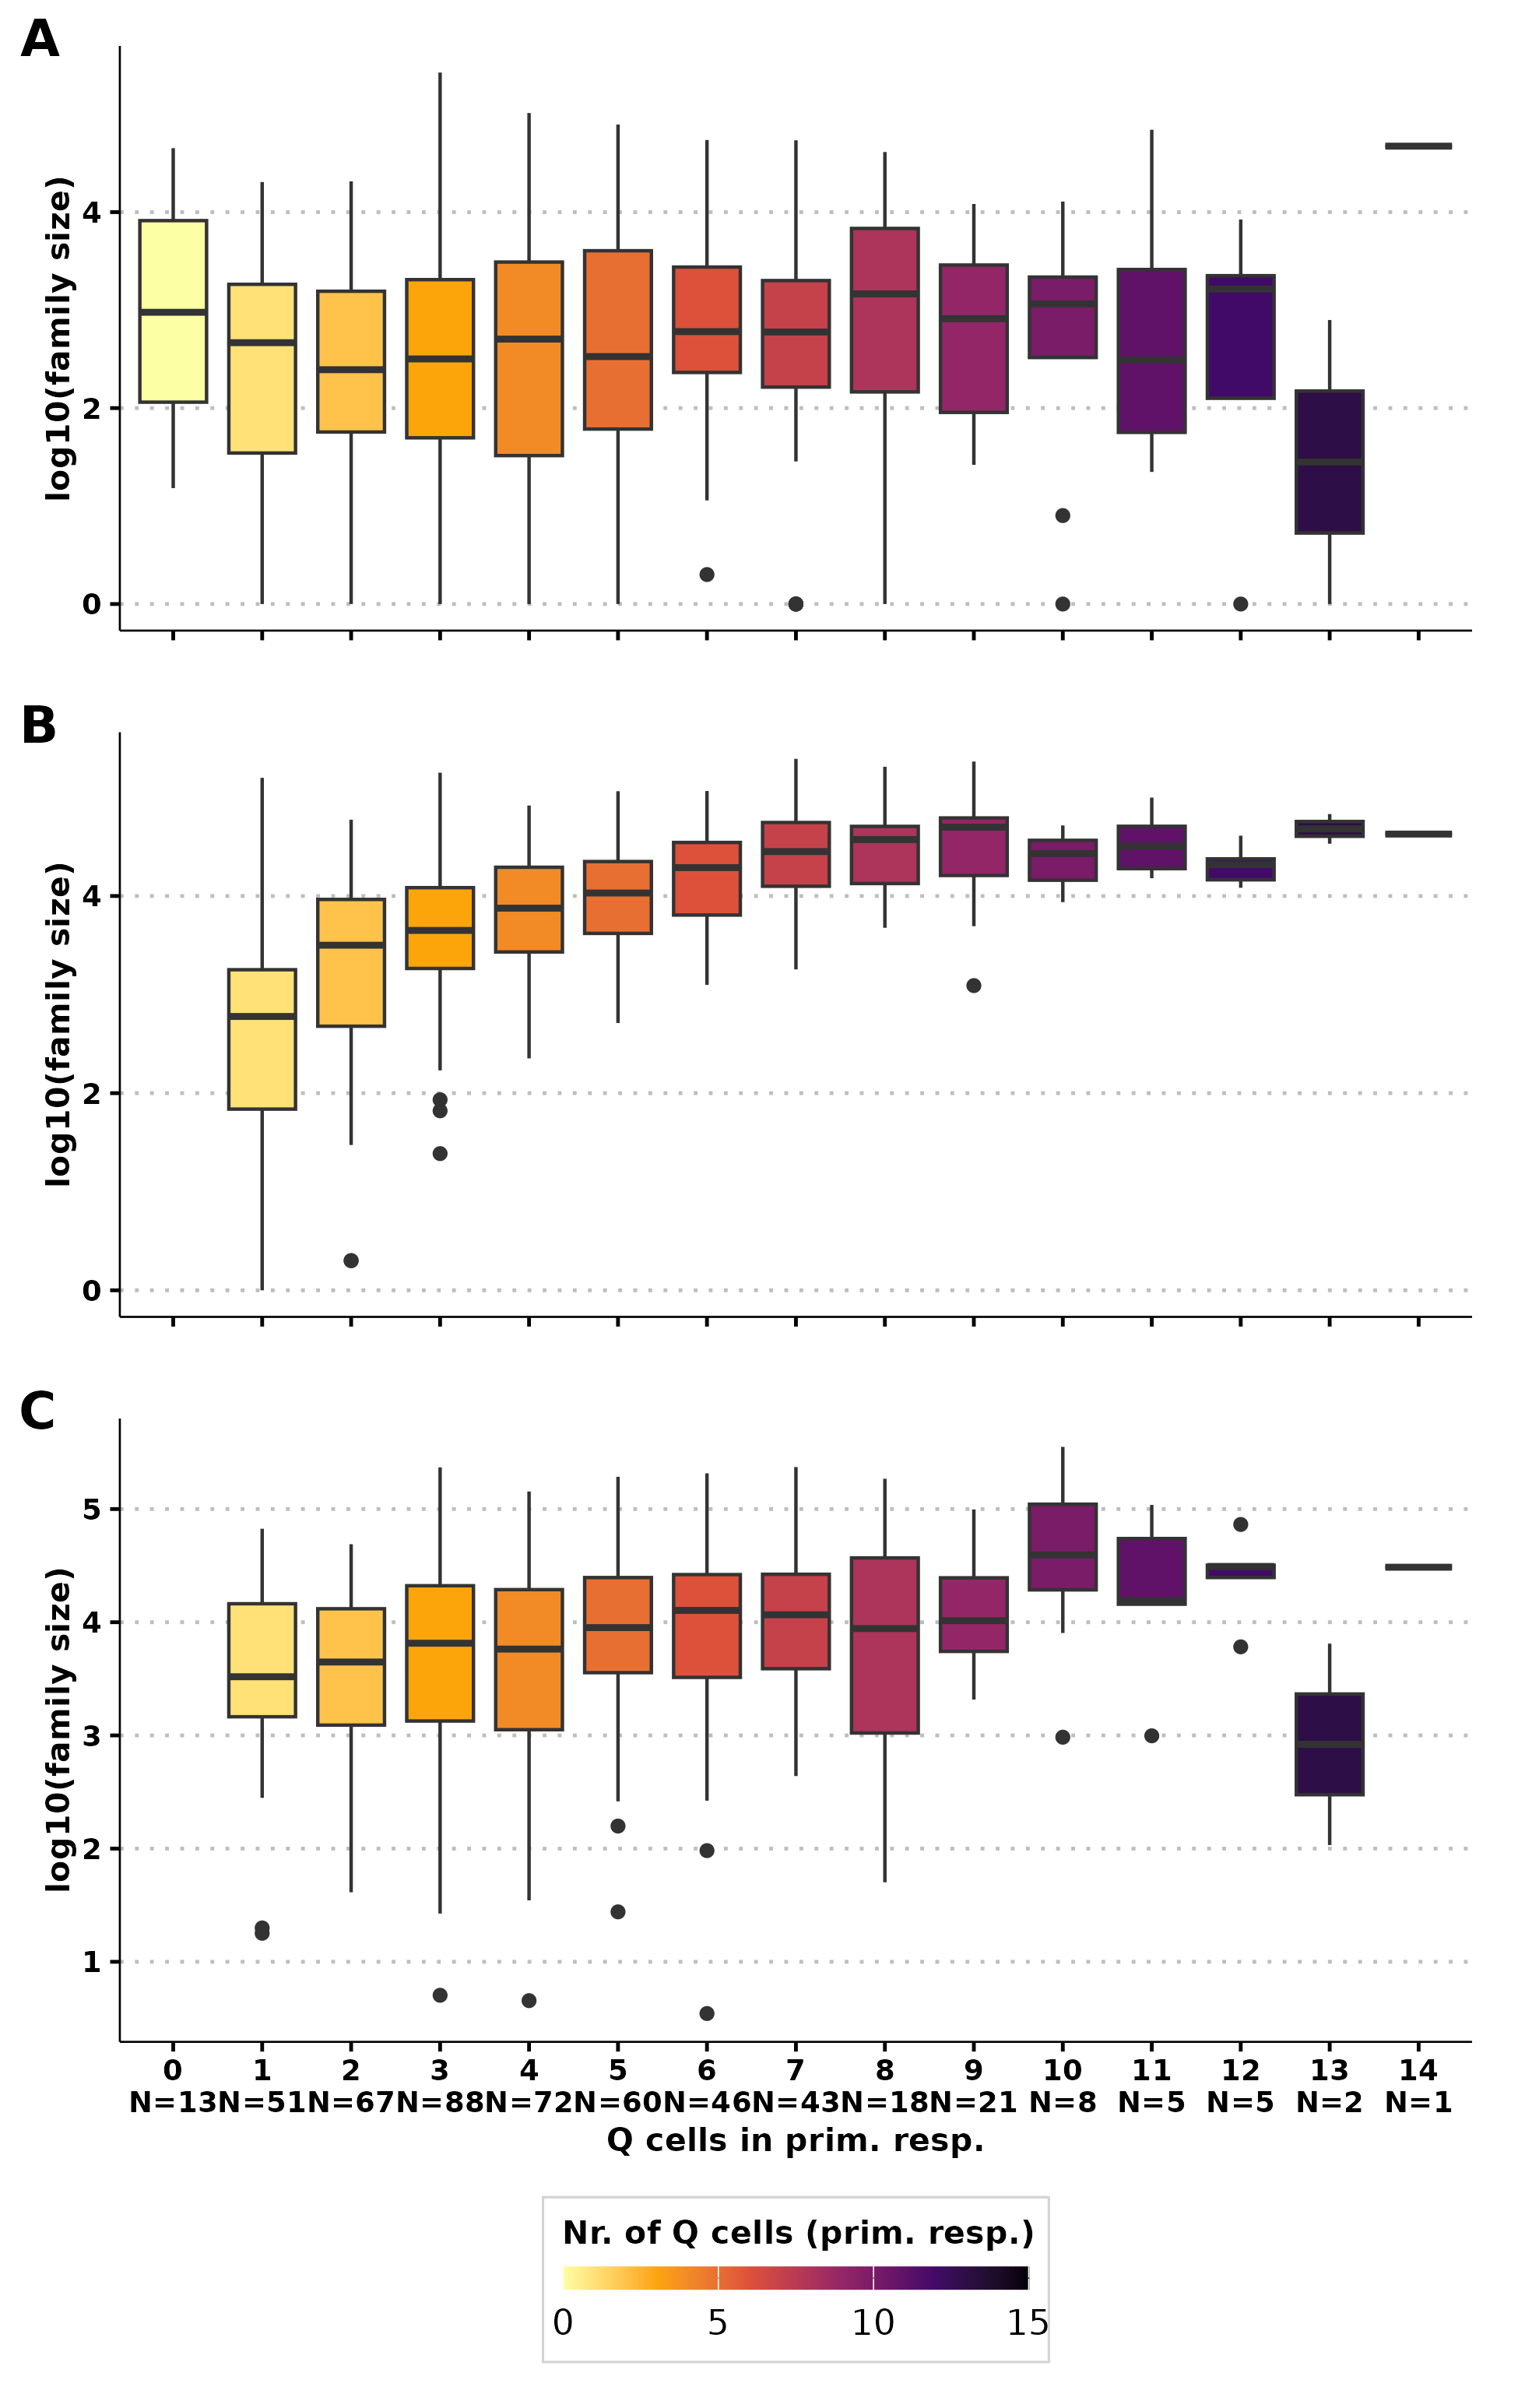 A
log10(family size)
4
2
0
B
log10(family size)
4
2
0
C
log10(family size)
5
4
3
2
1
0 1 2 3 4 5 6 7 8 9 10 11 12 13 14
N=13 N=51 N=67 N=88 N=72 N=60 N=46 N=43 N=18 N=21 N=8 N=5 N=5 N=2 N=1
Q cells in prim. resp.
Nr. of Q cells (prim. resp.)
0 5 10 15